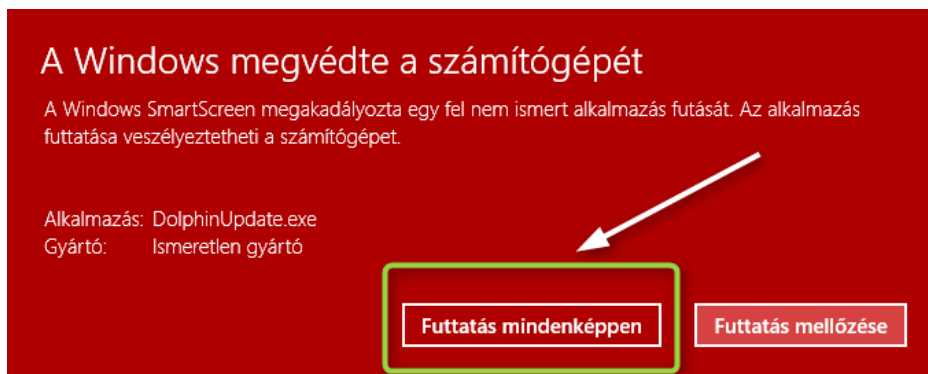 A Windows megvédte a számítógépét
A Windows SmartScreen megakadályozta egy fel nem ismert alkalmazás futását. Az alkalmazás
futtatása veszélyeztetheti a számítógépet.
Alkalmazás: DolphinUpdate.exe
Gyártó: Ismeretlen gyártó
Futtatás mindenképpen Futtatás mellőzése